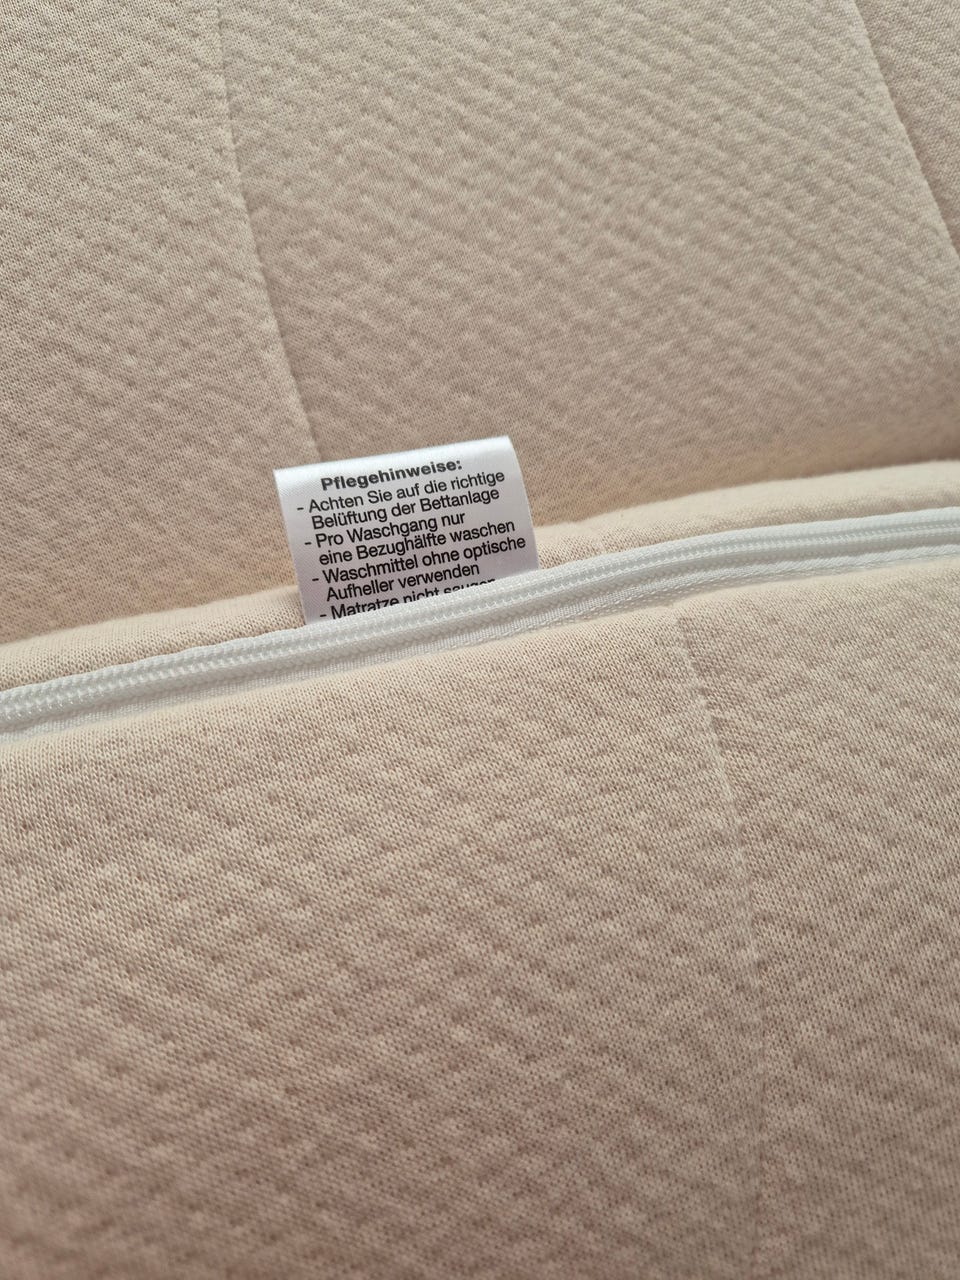 Pflegehinweise:
- Achten Sie auf die richtige
Belüftung der Bettanlage
- Pro Waschgang nur
eine Bezughälfte waschen
- Waschmittel ohne optische
Aufheller verwenden
- Matratze nicht saugen